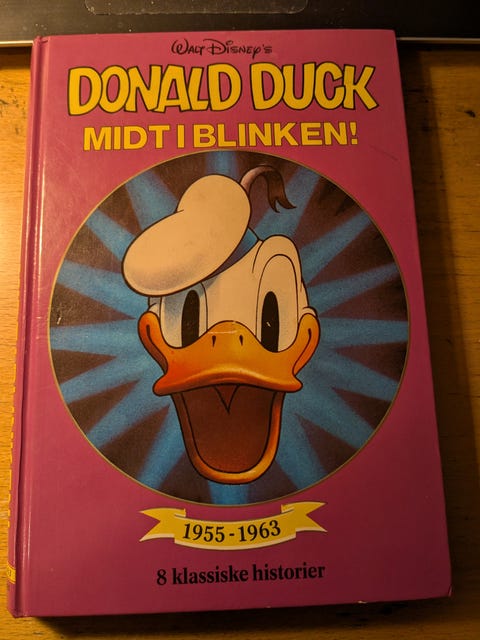 WALT DISNEY'S
DONALD DUCK
MIDT I BLINKEN!
1955-1963
8 klassiske historier